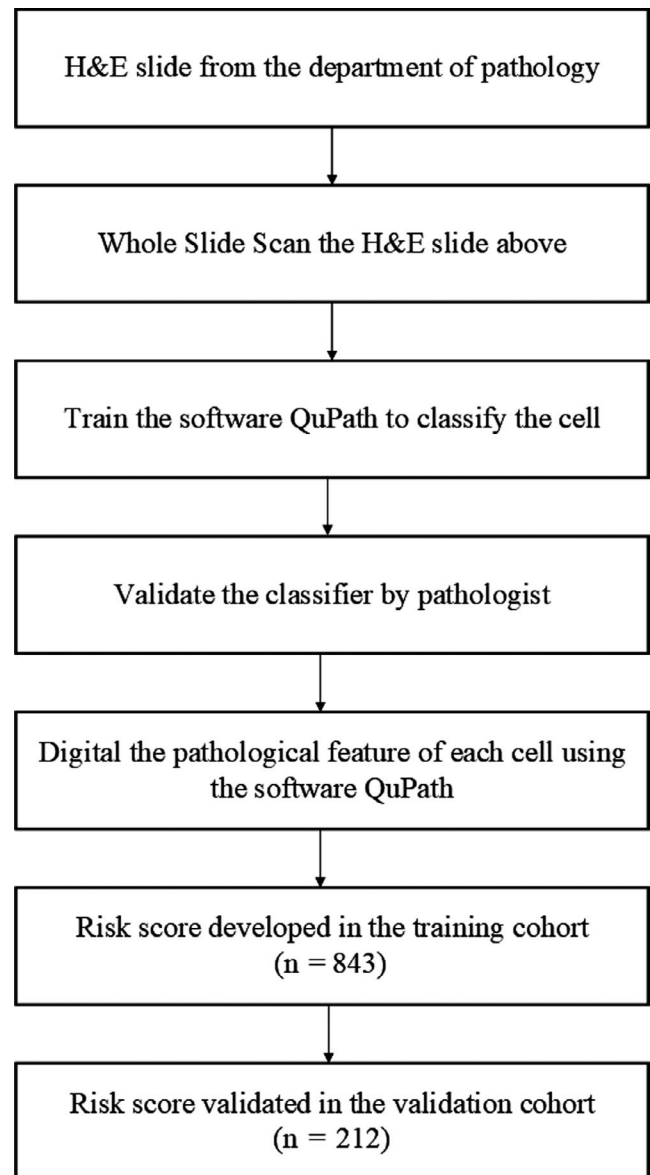 H&E slide from the department of pathology
Whole Slide Scan the H&E slide above
Train the software QuPath to classify the cell
Validate the classifier by pathologist
Digital the pathological feature of each cell using
the software QuPath
Risk score developed in the training cohort
(n = 843)
Risk score validated in the validation cohort
(n = 212)